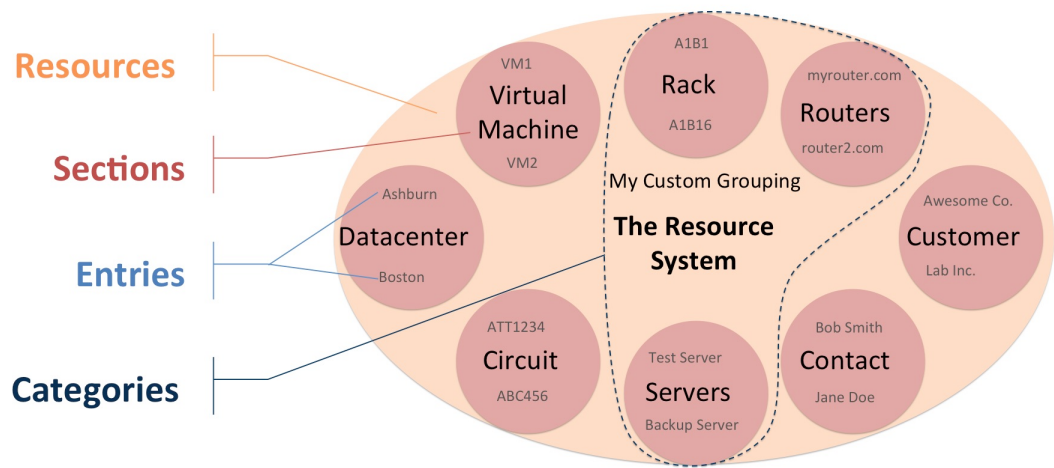 Resources
Sections
Entries
Categories
VM1
Virtual
Machine
VM2
A1B1
Rack
A1B16
myrouter.com
Routers
router2.com
My Custom Grouping
The Resource
System
Ashburn
Datacenter
Boston
Awesome Co.
Customer
Lab Inc.
ATT1234
Circuit
ABC456
Test Server
Servers
Backup Server
Bob Smith
Contact
Jane Doe